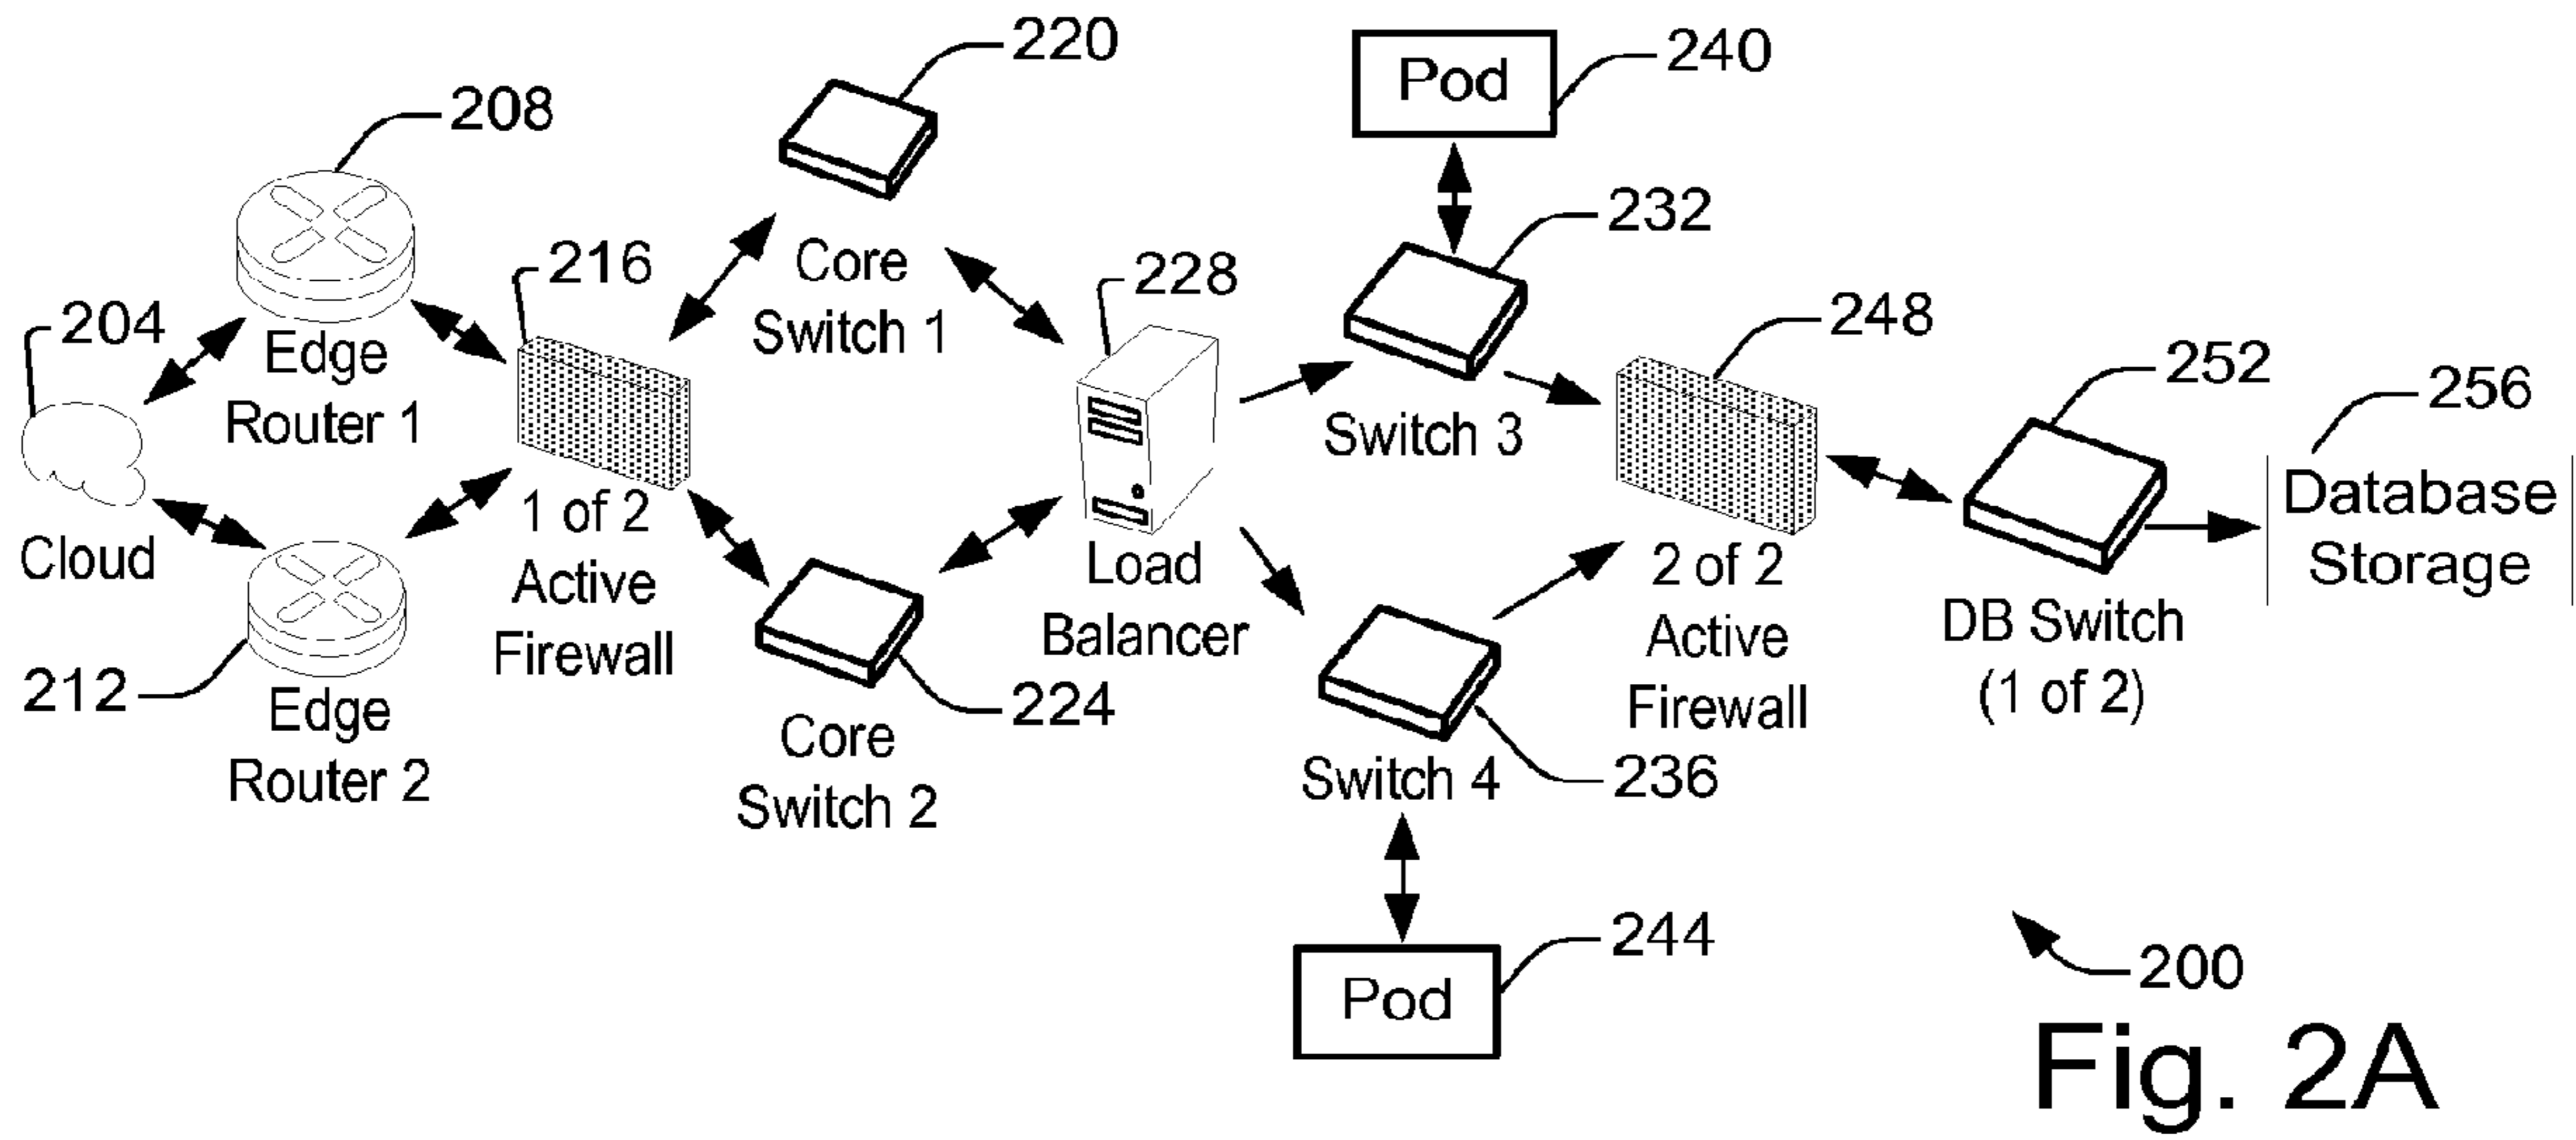 220
240
Pod
208
232
216
Core
Switch 1
228
248
204
Edge
Router 1
252
256
Switch 3
Database
Storage
1 of 2
Active
Firewall
Cloud
Load
Balancer
2 of 2
Active
Firewall
DB Switch
(1 of 2)
212
Edge
Router 2
224
Core
Switch 2
Switch 4
236
244
Pod
200
Fig. 2A